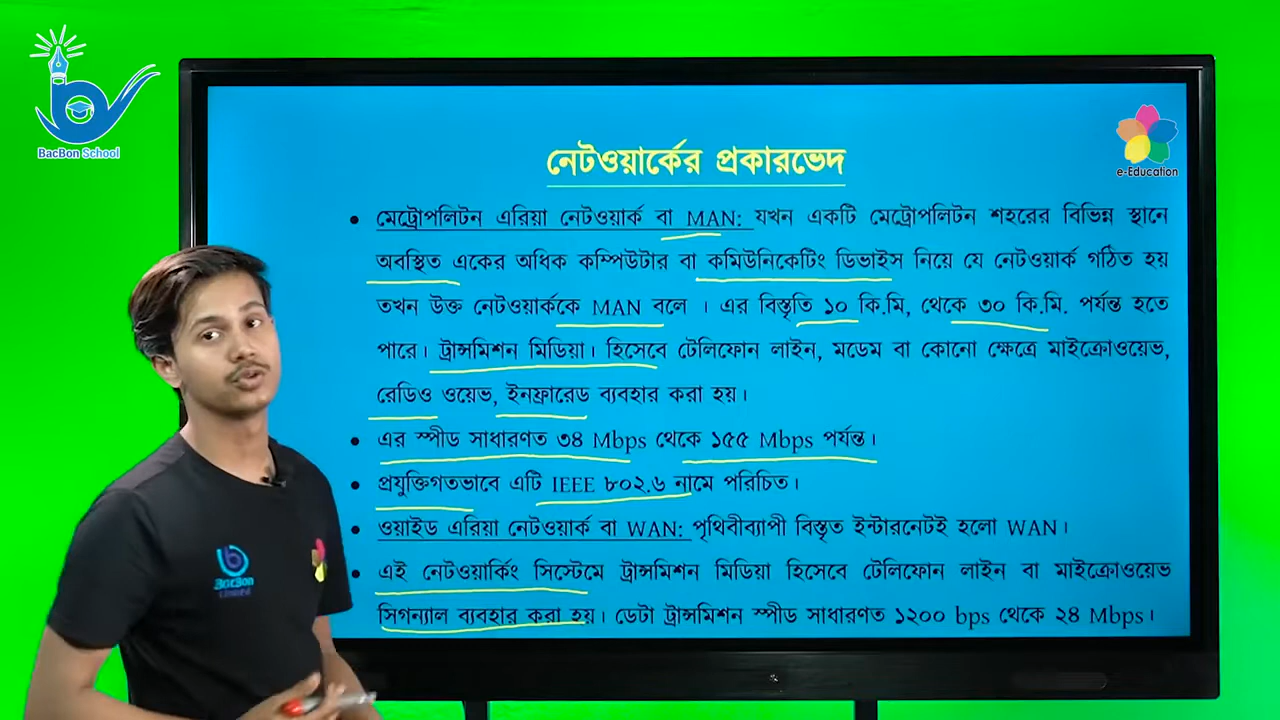 BacBon School
e-Education
নেটওয়ার্কের প্রকারভেদ
• মেট্রোপলিটন এরিয়া নেটওয়ার্ক বা MAN: যখন একটি মেট্রোপলিটন শহরের বিভিন্ন স্থানে
অবস্থিত একের অধিক কম্পিউটার বা কমিউনিকেটিং ডিভাইস নিয়ে যে নেটওয়ার্ক গঠিত হয়
তখন উক্ত নেটওয়ার্ককে MAN বলে । এর বিস্তৃতি ১০ কি.মি, থেকে ৩০ কি.মি. পর্যন্ত হতে
পারে। ট্রান্সমিশন মিডিয়া। হিসেবে টেলিফোন লাইন, মডেম বা কোনো ক্ষেত্রে মাইক্রোওয়েভ,
রেডিও ওয়েভ, ইনফ্রারেড ব্যবহার করা হয়।
• এর স্পীড সাধারণত ৩৪ Mbps থেকে ১৫৫ Mbps পর্যন্ত।
• প্রযুক্তিগতভাবে এটি IEEE ৮০২.৬ নামে পরিচিত।
• ওয়াইড এরিয়া নেটওয়ার্ক বা WAN: পৃথিবীব্যাপী বিস্তৃত ইন্টারনেটই হলো WAN।
• এই নেটওয়ার্কিং সিস্টেমে ট্রান্সমিশন মিডিয়া হিসেবে টেলিফোন লাইন বা মাইক্রোওয়েভ
সিগন্যাল ব্যবহার করা হয়। ডেটা ট্রান্সমিশন স্পীড সাধারণত ১২০০ bps থেকে ২৪ Mbps।
BacBon